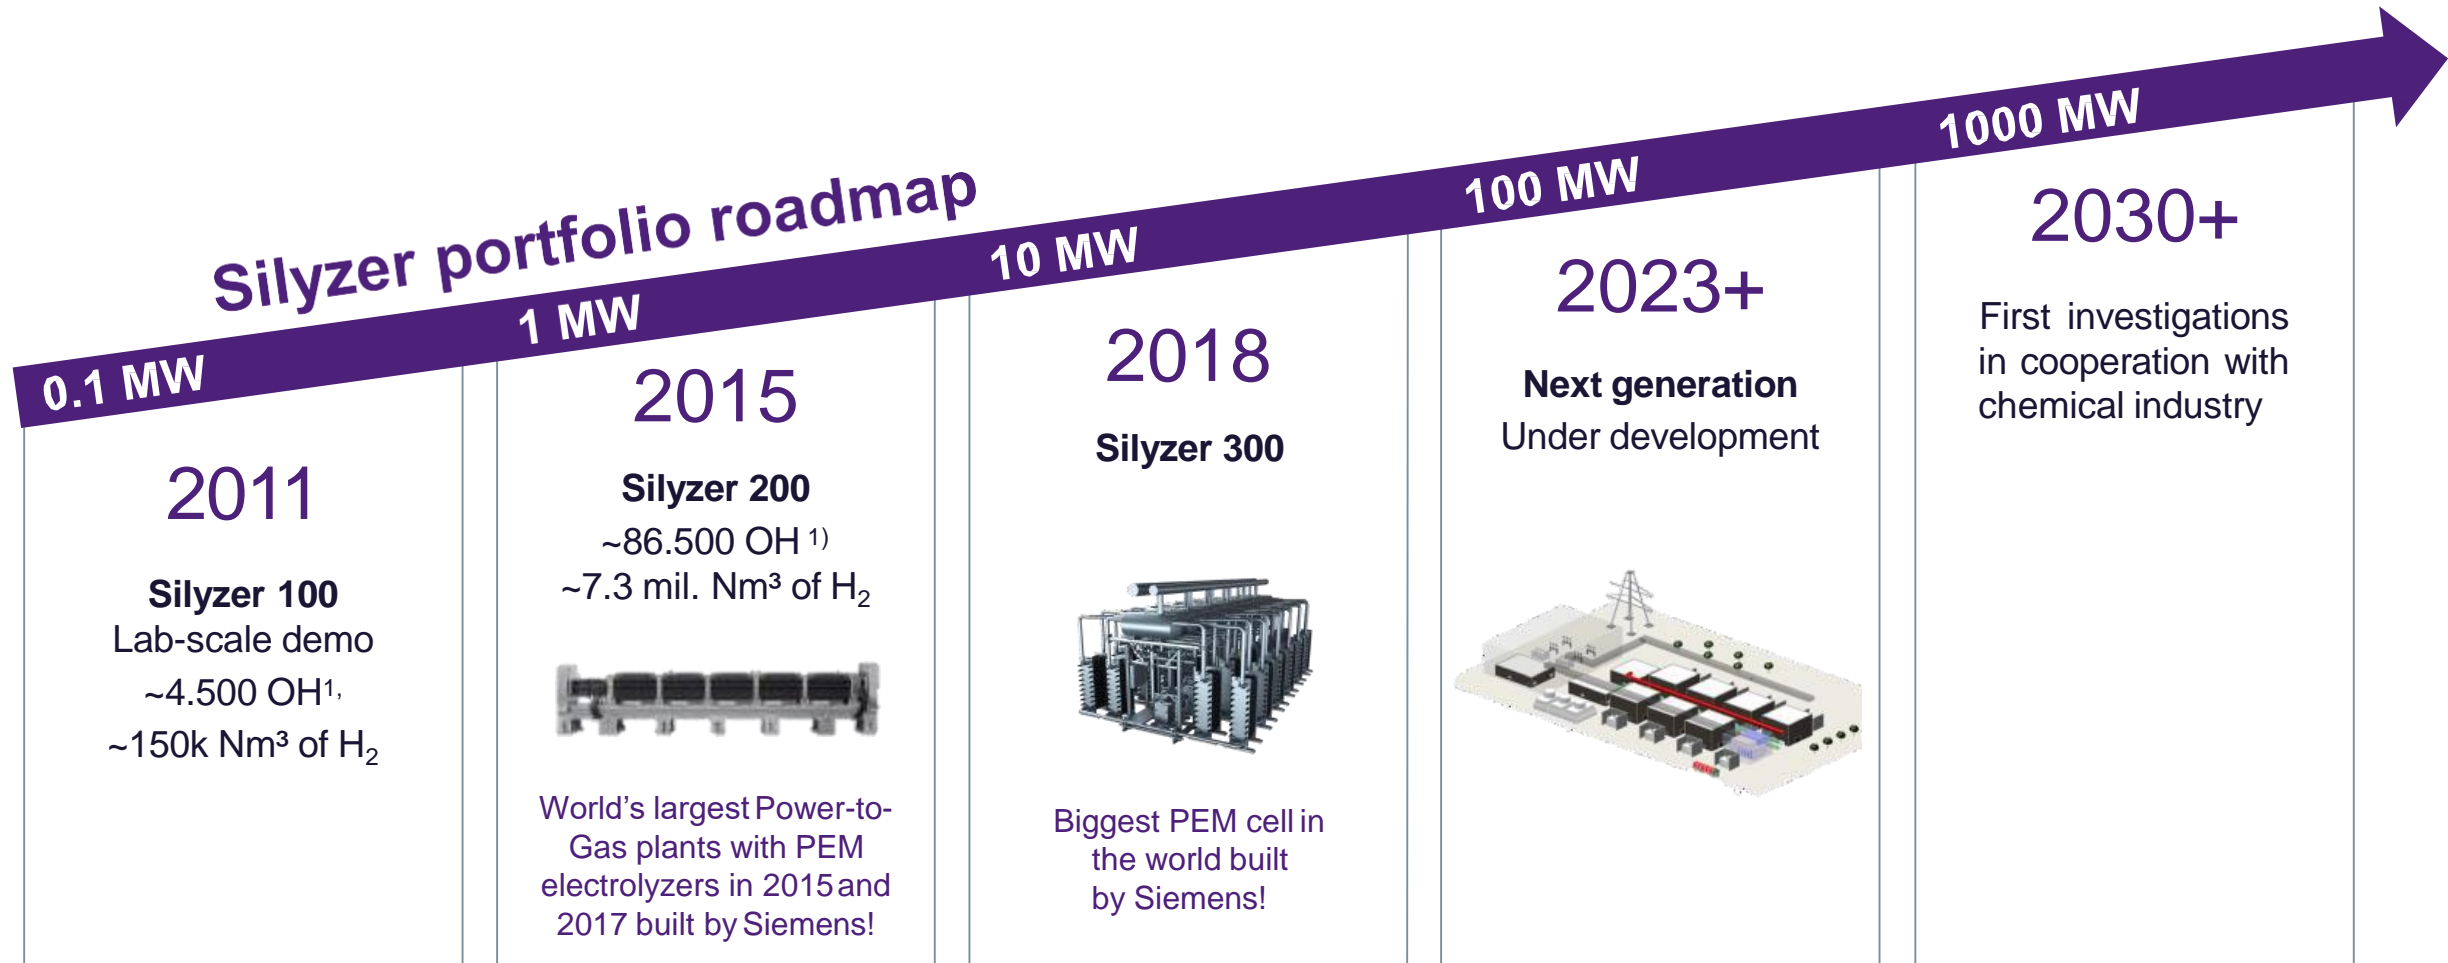 Silyzer portfolio roadmap
0.1 MW
1 MW
10 MW
100 MW
1000 MW
2011
Silyzer 100
Lab-scale demo
~4.500 OH¹,
~150k Nm³ of H₂
2015
Silyzer 200
~86.500 OH ¹⁾
~7.3 mil. Nm³ of H₂
World’s largest Power-to-
Gas plants with PEM
electrolyzers in 2015 and
2017 built by Siemens!
2018
Silyzer 300
Biggest PEM cell in
the world built
by Siemens!
2023+
Next generation
Under development
2030+
First investigations
in cooperation with
chemical industry